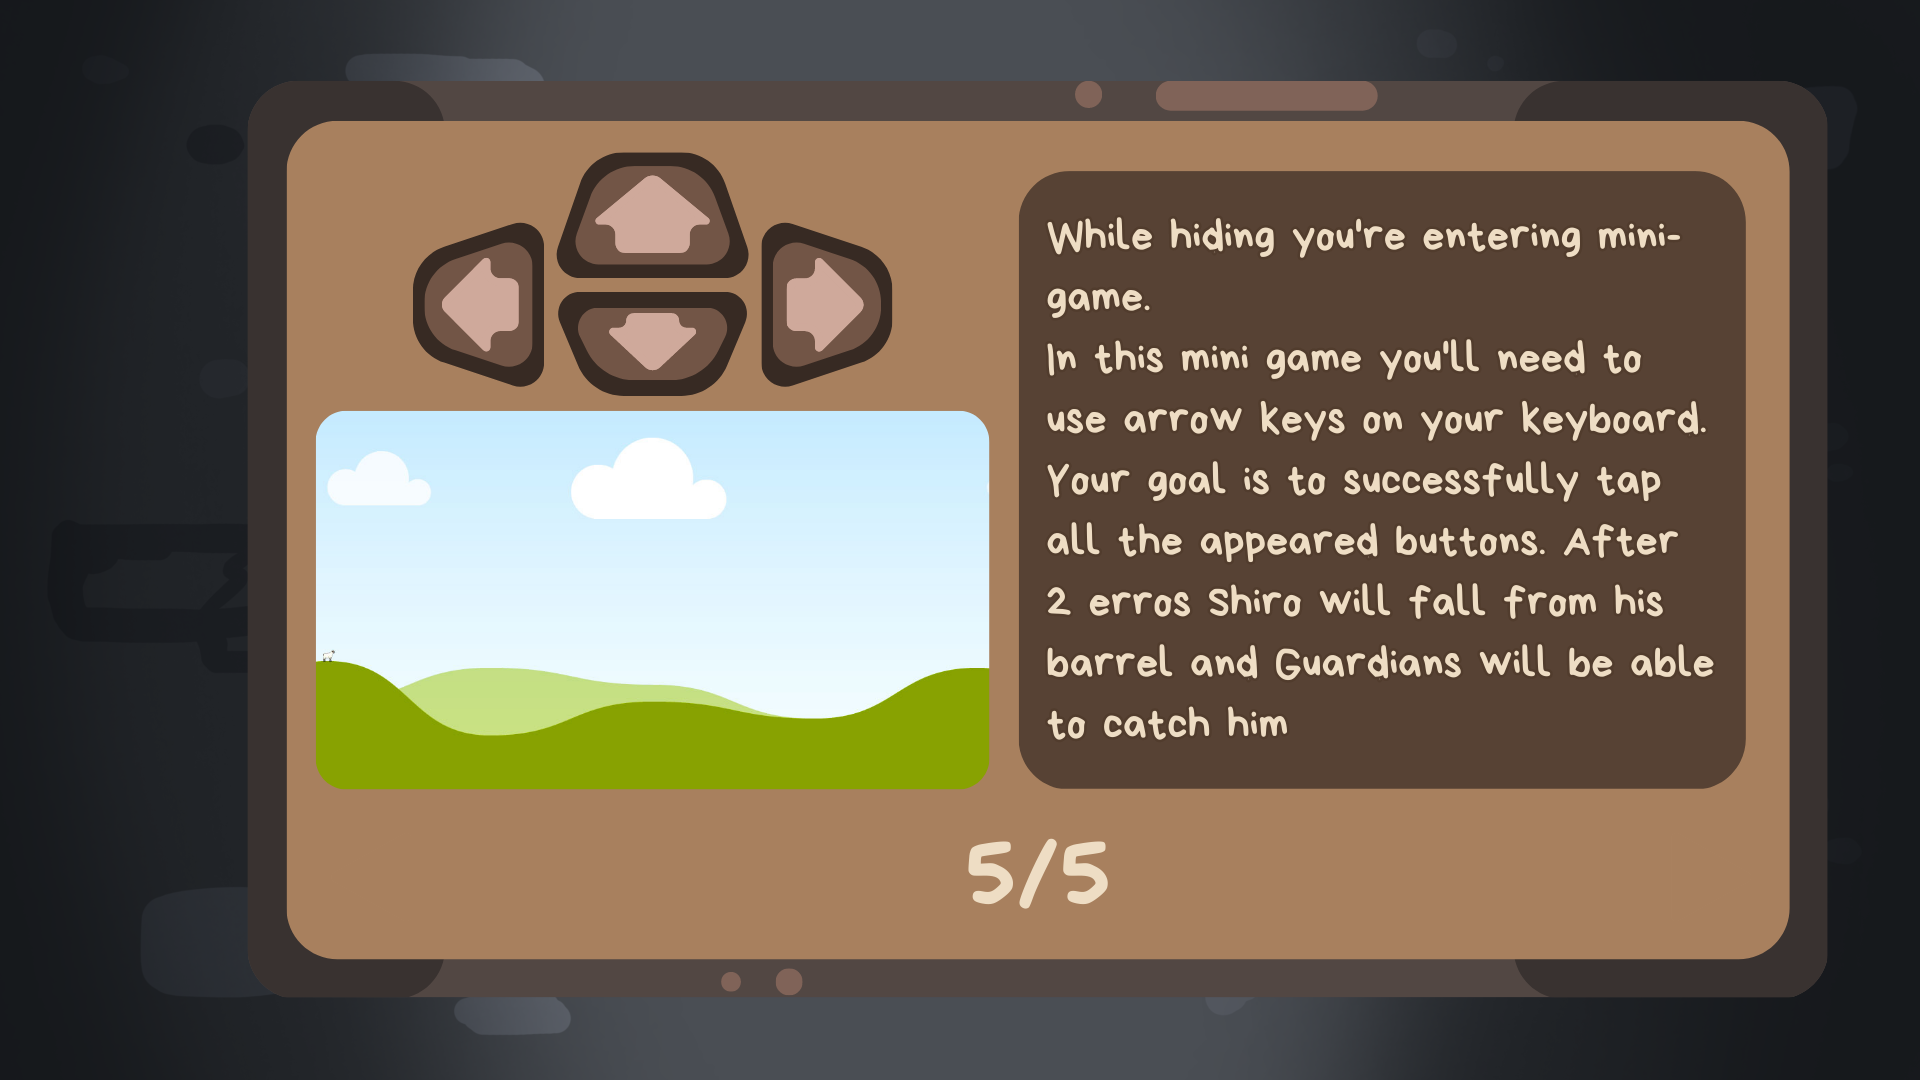 While hiding you're entering mini-
game.
In this mini game you'll need to
use arrow keys on your keyboard.
Your goal is to successfully tap
all the appeared buttons. After
2 erros Shiro will fall from his
barrel and Guardians will be able
to catch him
5/5